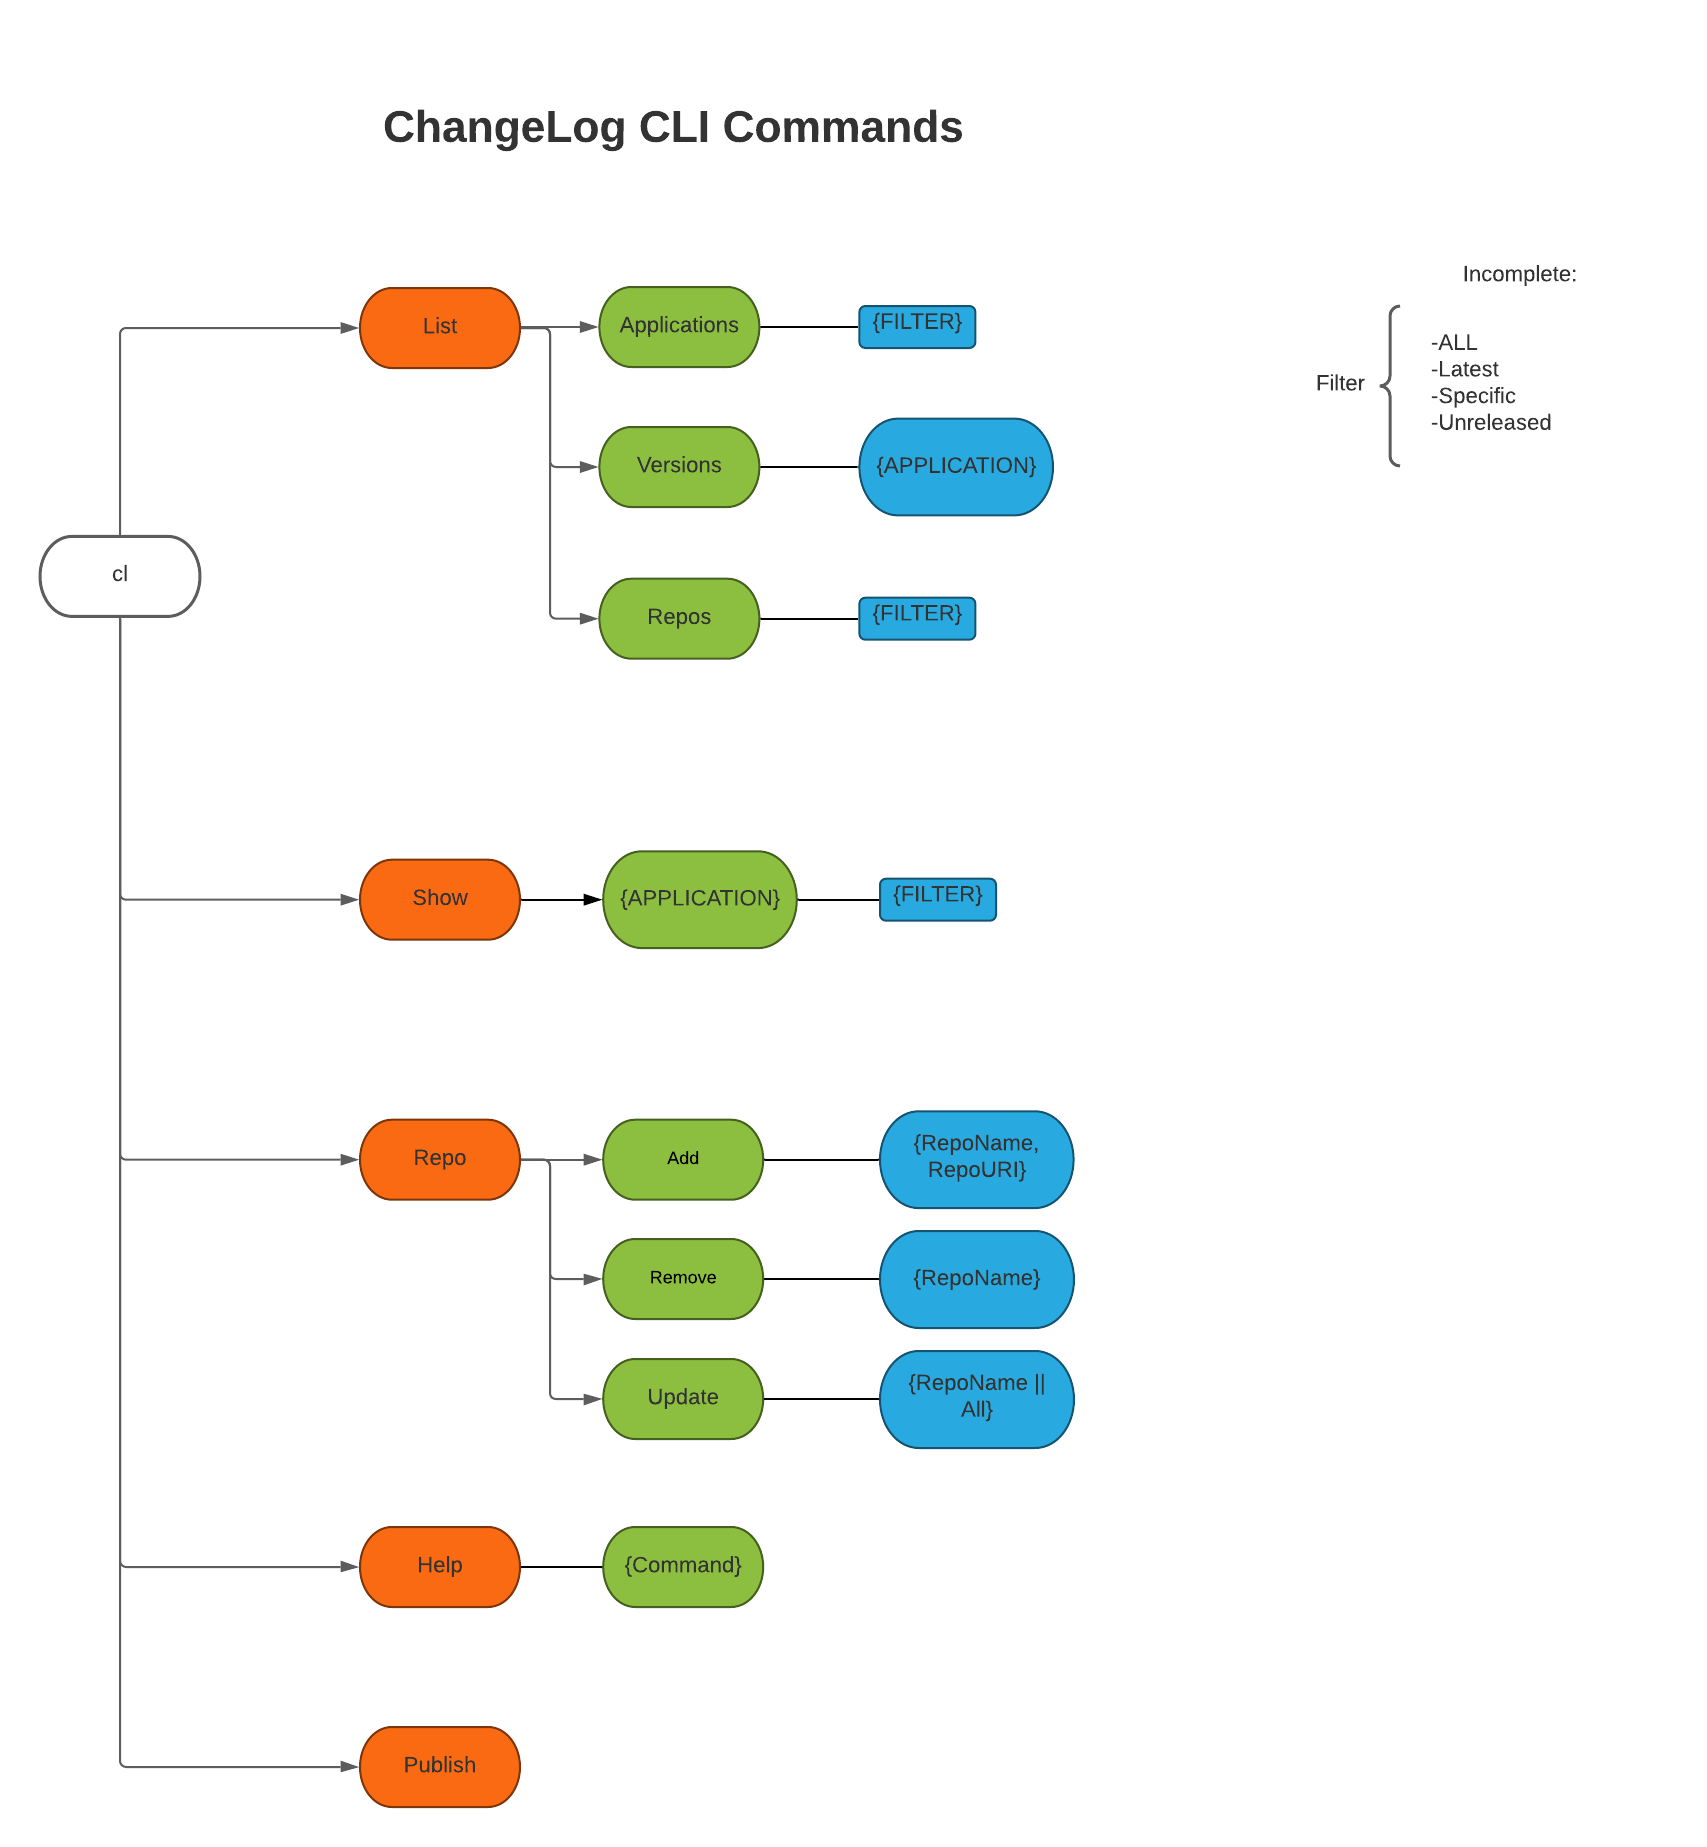 ChangeLog CLI Commands
Incomplete:
Filter
-ALL
-Latest
-Specific
-Unreleased
cl
List
Applications
{FILTER}
Versions
{APPLICATION}
Repos
{FILTER}
Show
{APPLICATION}
{FILTER}
Repo
Add
{RepoName,
RepoURI}
Remove
{RepoName}
Update
{RepoName ||
All}
Help
{Command}
Publish